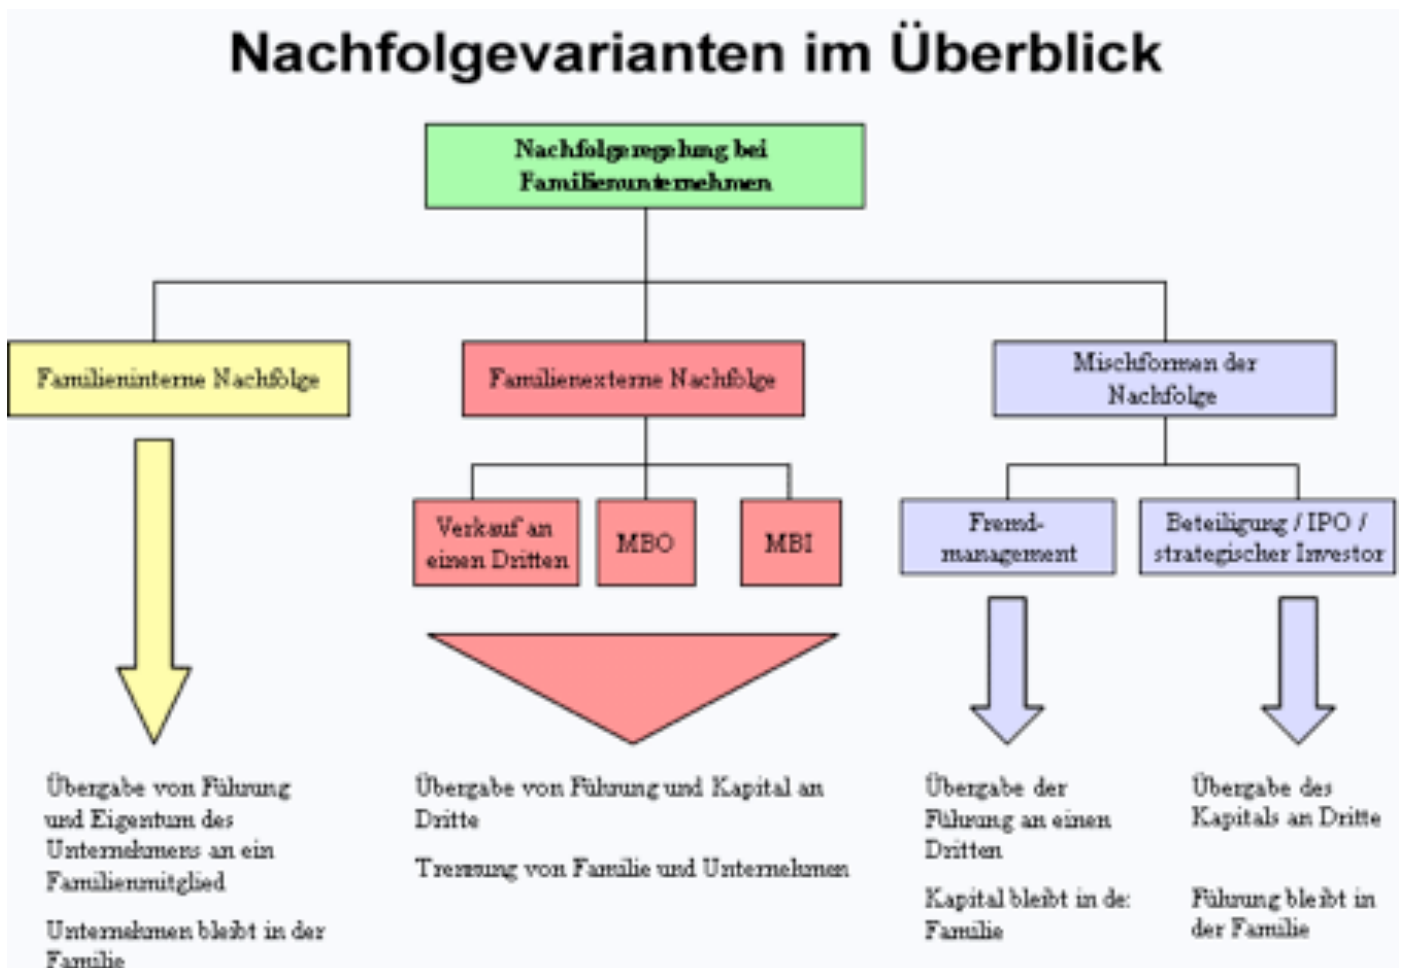 Nachfolgevarianten im Überblick
Nachfolgeregelung bei
Familienunternehmen
Familieninterne Nachfolge
Familienexterne Nachfolge
Mischformen der
Nachfolge
Verkauf an
einen Dritten
MBO
MBI
Fremd-
management
Beteiligung / IPO /
strategischer Investor
Übergabe von Führung
und Eigentum des
Unternehmens an ein
Familienmitglied
Unternehmen bleibt in der
Familie
Übergabe von Führung und Kapital an
Dritte
Trennung von Familie und Unternehmen
Übergabe der
Führung an einen
Dritten
Kapital bleibt in de:
Familie
Übergabe des
Kapitals an Dritte
Führung bleibt in
der Familie